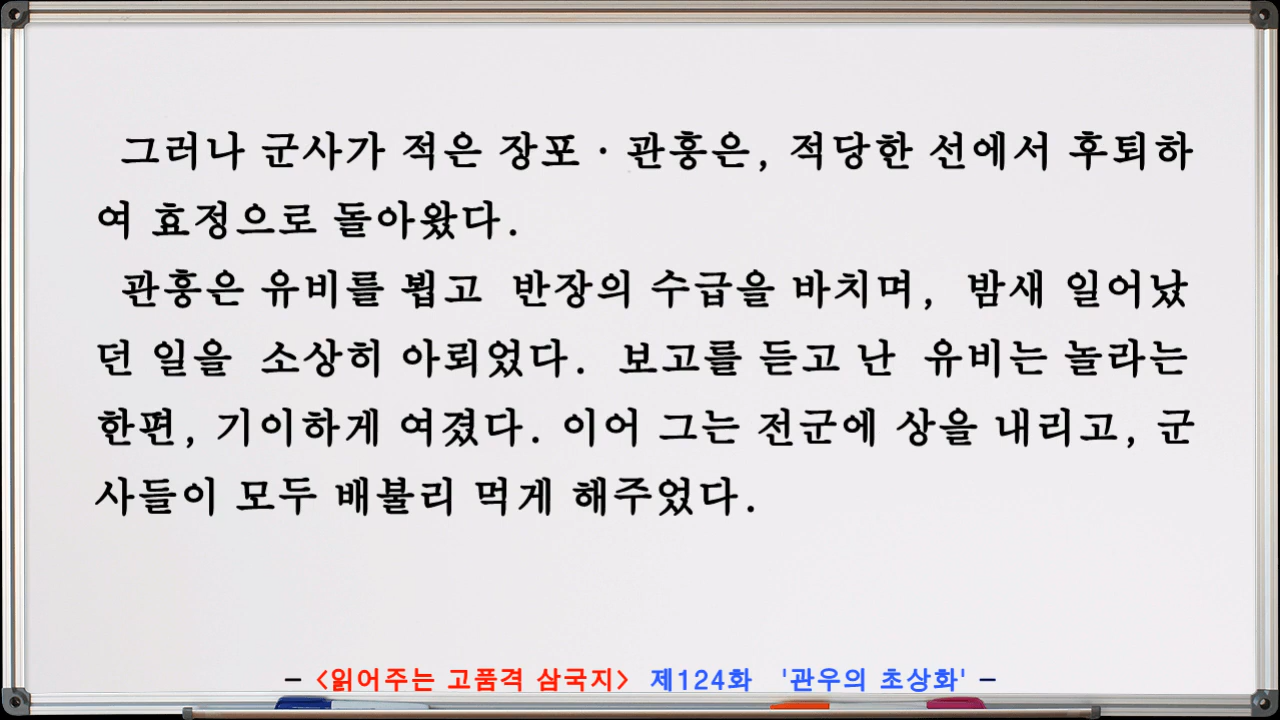 그러나 군사가 적은 장포·관흥은, 적당한 선에서 후퇴하
여 효정으로 돌아왔다.
관흥은 유비를 뵙고 반장의 수급을 바치며, 밤새 일어났
던 일을 소상히 아뢰었다. 보고를 듣고 난 유비는 놀라는
한편, 기이하게 여겼다. 이어 그는 전군에 상을 내리고, 군
사들이 모두 배불리 먹게 해주었다.
– <읽어주는 고품격 삼국지> 제124화 '관우의 초상화' –